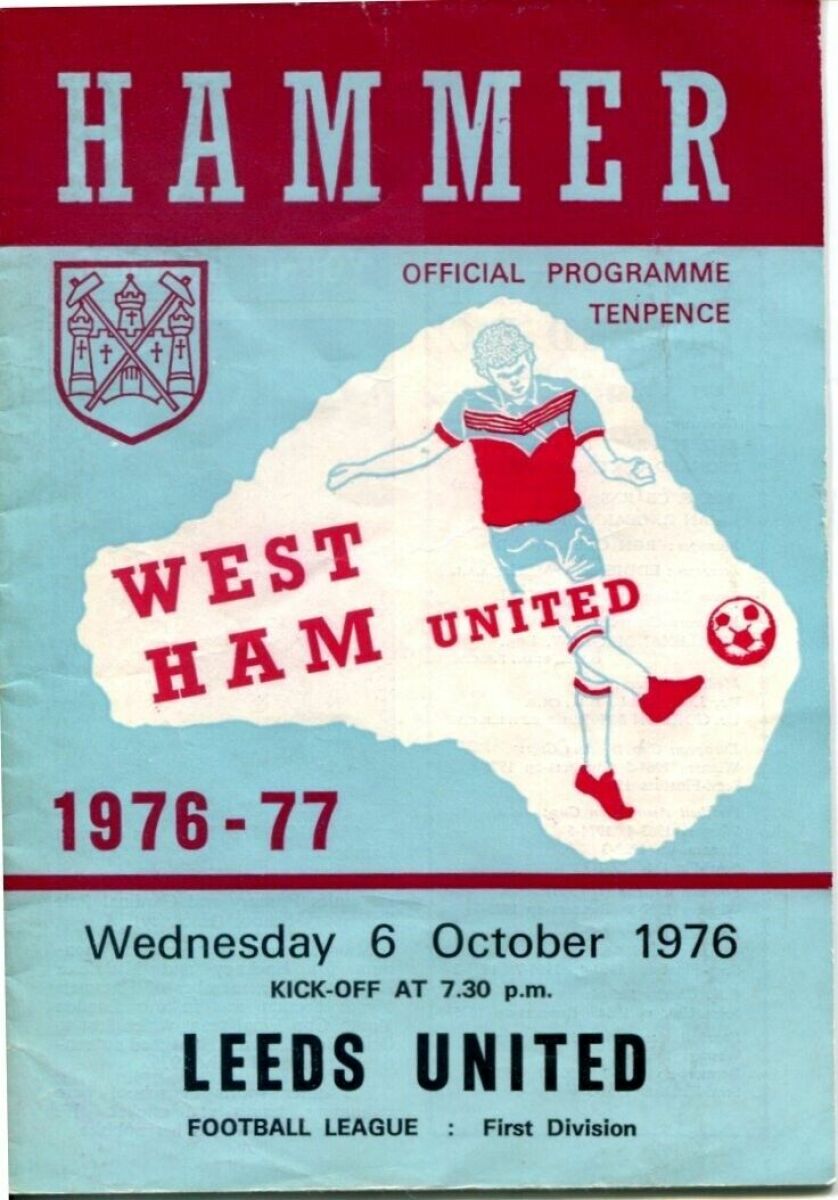 HAMMER
OFFICIAL PROGRAMME
TENPENCE
WEST
HAM UNITED
1976-77
Wednesday 6 October 1976
KICK-OFF AT 7.30 p.m.
LEEDS UNITED
FOOTBALL LEAGUE : First Division